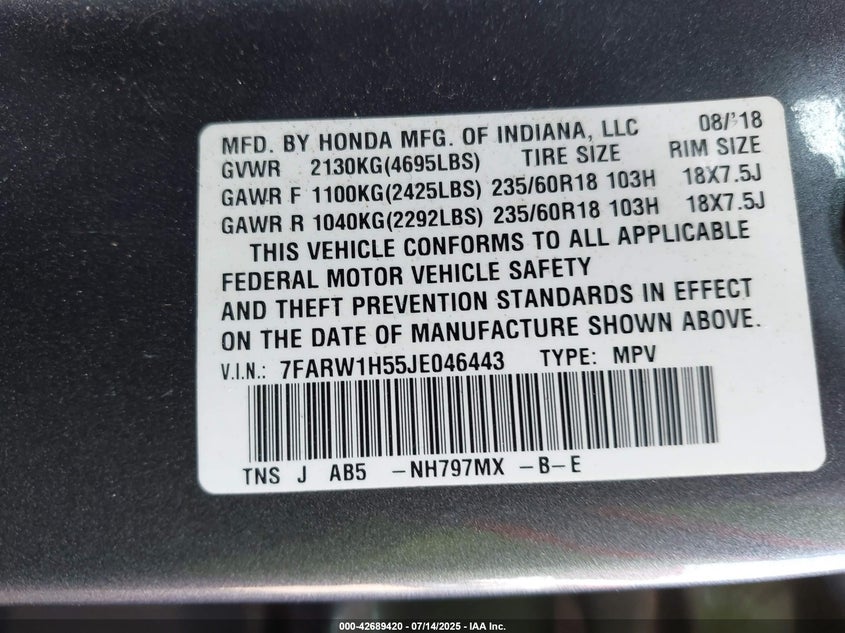 MFD. BY HONDA MFG. OF INDIANA, LLC 08/'18
GVWR 2130KG(4695LBS) TIRE SIZE RIM SIZE
GAWR F 1100KG(2425LBS) 235/60R18 103H 18X7.5J
GAWR R 1040KG(2292LBS) 235/60R18 103H 18X7.5J
THIS VEHICLE CONFORMS TO ALL APPLICABLE
FEDERAL MOTOR VEHICLE SAFETY
AND THEFT PREVENTION STANDARDS IN EFFECT
ON THE DATE OF MANUFACTURE SHOWN ABOVE.
V.I.N.: 7FARW1H55JE046443 TYPE: MPV
TNS J AB5 -NH797MX -B-E
000-42689420 | 07/14/2025 | IAA Inc.